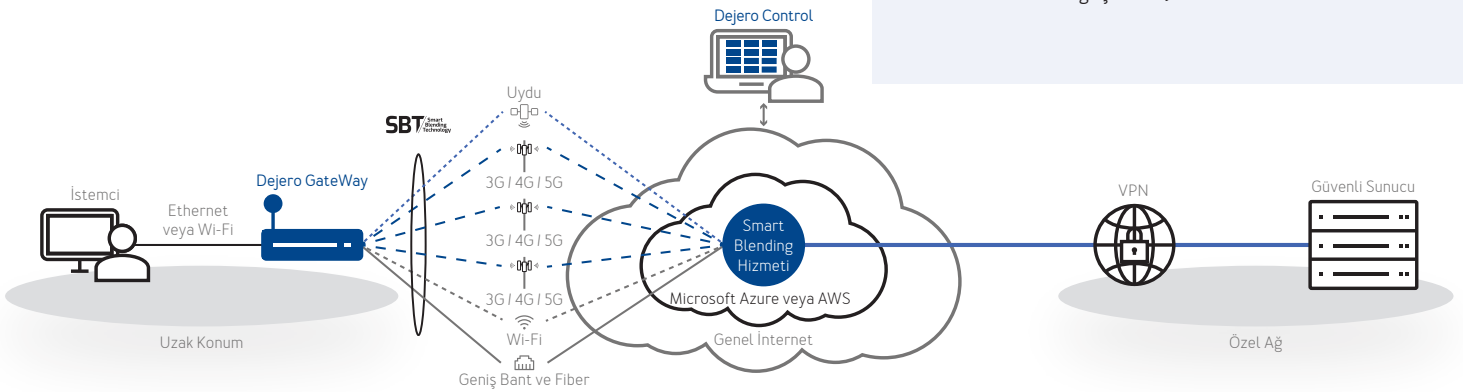 Dejero Control
Uydu
SBT Smart Blending Technology
3G / 4G / 5G
Dejero GateWay
İstemci
Ethernet
veya Wi-Fi
3G / 4G / 5G
3G / 4G / 5G
Wi-Fi
Geniş Bant ve Fiber
Uzak Konum
Smart
Blending
Hizmeti
Microsoft Azure veya AWS
Genel İnternet
VPN
Güvenli Sunucu
Özel Ağ